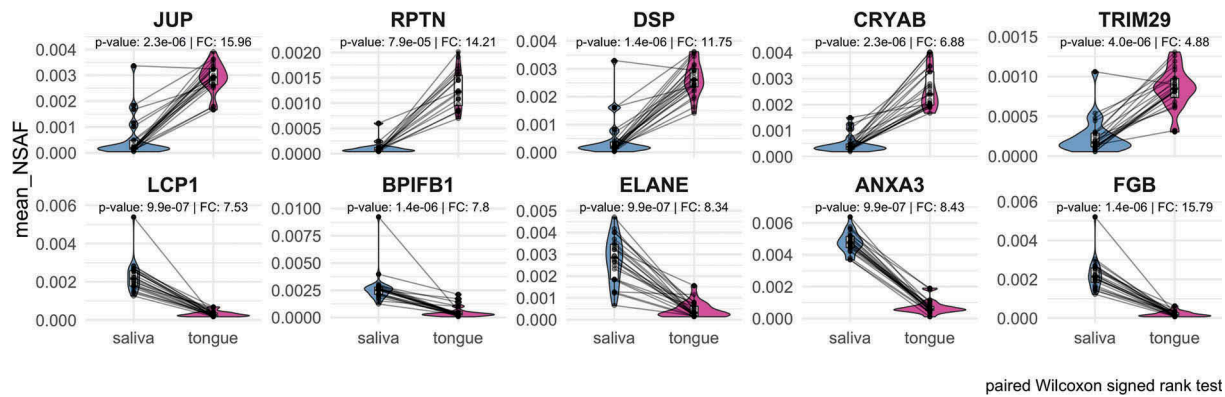 JUP RPTN DSP CRYAB TRIM29
p-value: 2.3e-06 | FC: 15.96 p-value: 7.9e-05 | FC: 14.21 p-value: 1.4e-06 | FC: 11.75 p-value: 2.3e-06 | FC: 6.88 p-value: 4.0e-06 | FC: 4.88
0.004 0.003 0.002 0.001 0.000
0.0020 0.0015 0.0010 0.0005 0.0000
0.004 0.003 0.002 0.001 0.000
0.004 0.003 0.002 0.001 0.000
0.0015 0.0010 0.0005 0.0000
mean_NSAF
LCP1 BPIFB1 ELANE ANXA3 FGB
p-value: 9.9e-07 | FC: 7.53 p-value: 1.4e-06 | FC: 7.8 p-value: 9.9e-07 | FC: 8.34 p-value: 9.9e-07 | FC: 8.43 p-value: 1.4e-06 | FC: 15.79
0.006 0.004 0.002 0.000
0.0100 0.0075 0.0050 0.0025 0.0000
0.005 0.004 0.003 0.002 0.001 0.000
0.006 0.004 0.002 0.000
0.006 0.004 0.002 0.000
saliva tongue saliva tongue saliva tongue saliva tongue saliva tongue
paired Wilcoxon signed rank test